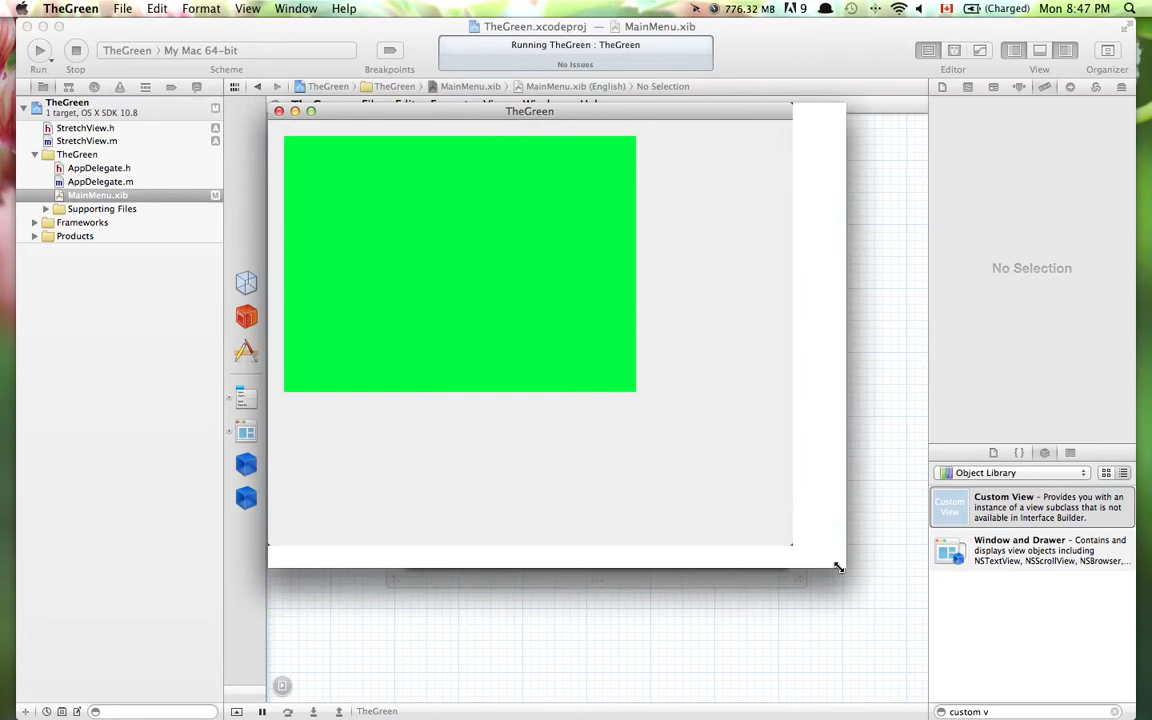 TheGreen File Edit Format View Window Help
776.32 MB 9 (Charged) Mon 8:47 PM
TheGreen.xcodeproj — MainMenu.xib
TheGreen My Mac 64-bit
Running TheGreen : TheGreen
No Issues
Run Stop Scheme Breakpoints Editor View Organizer
TheGreen TheGreen MainMenu.xib MainMenu.xib (English) No Selection
TheGreen M
1 target, OS X SDK 10.8
StretchView.h A
StretchView.m A
TheGreen
AppDelegate.h
AppDelegate.m
MainMenu.xib M
Supporting Files
Frameworks
Products
TheGreen
No Selection
Object Library
Custom View – Provides you with an
instance of a view subclass that is not
available in Interface Builder.
Custom
View
Window and Drawer – Contains and
displays view objects including
NSTextView, NSScrollView, NSBrowser,...
TheGreen
custom v